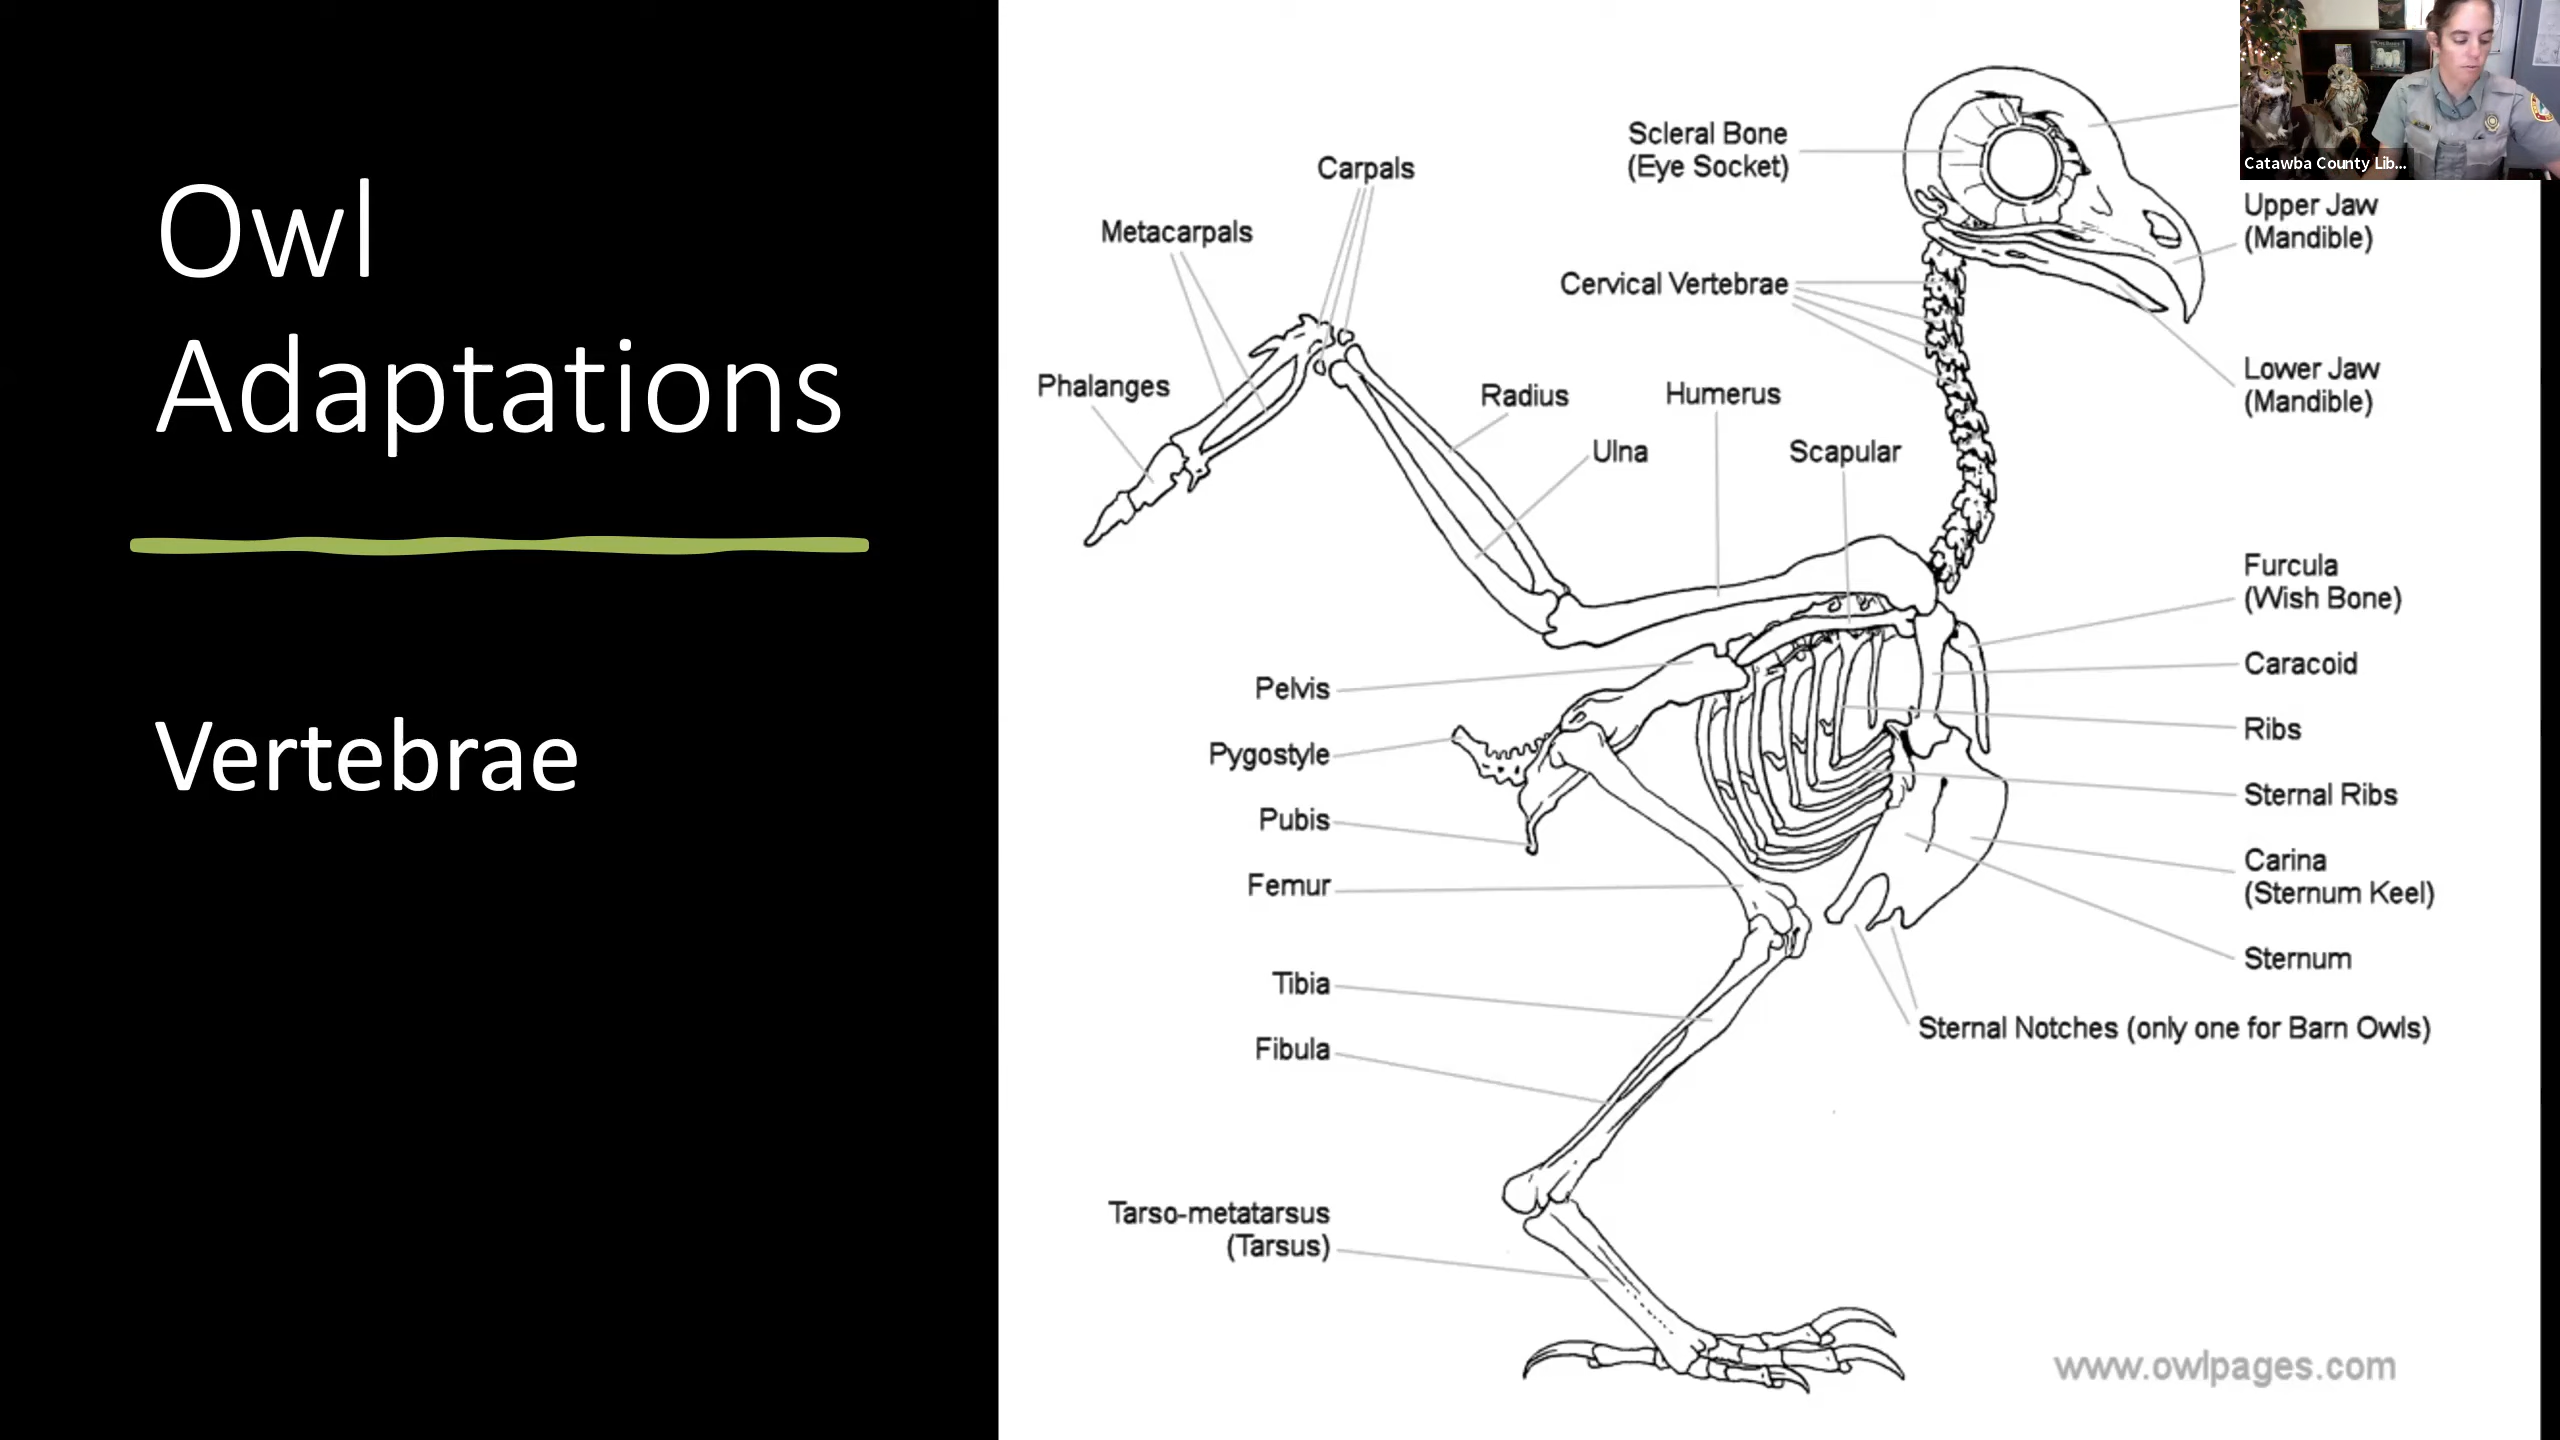 Owl
Adaptations
Vertebrae
Carpals
Metacarpals
Phalanges
Scleral Bone
(Eye Socket)
Cervical Vertebrae
Radius
Humerus
Ulna
Scapular
Catawba County Lib...
Upper Jaw
(Mandible)
Lower Jaw
(Mandible)
Furcula
(Wish Bone)
Caracoid
Ribs
Sternal Ribs
Carina
(Sternum Keel)
Sternum
Sternal Notches (only one for Barn Owls)
Pelvis
Pygostyle
Pubis
Femur
Tibia
Fibula
Tarso-metatarsus
(Tarsus)
www.owlpages.com